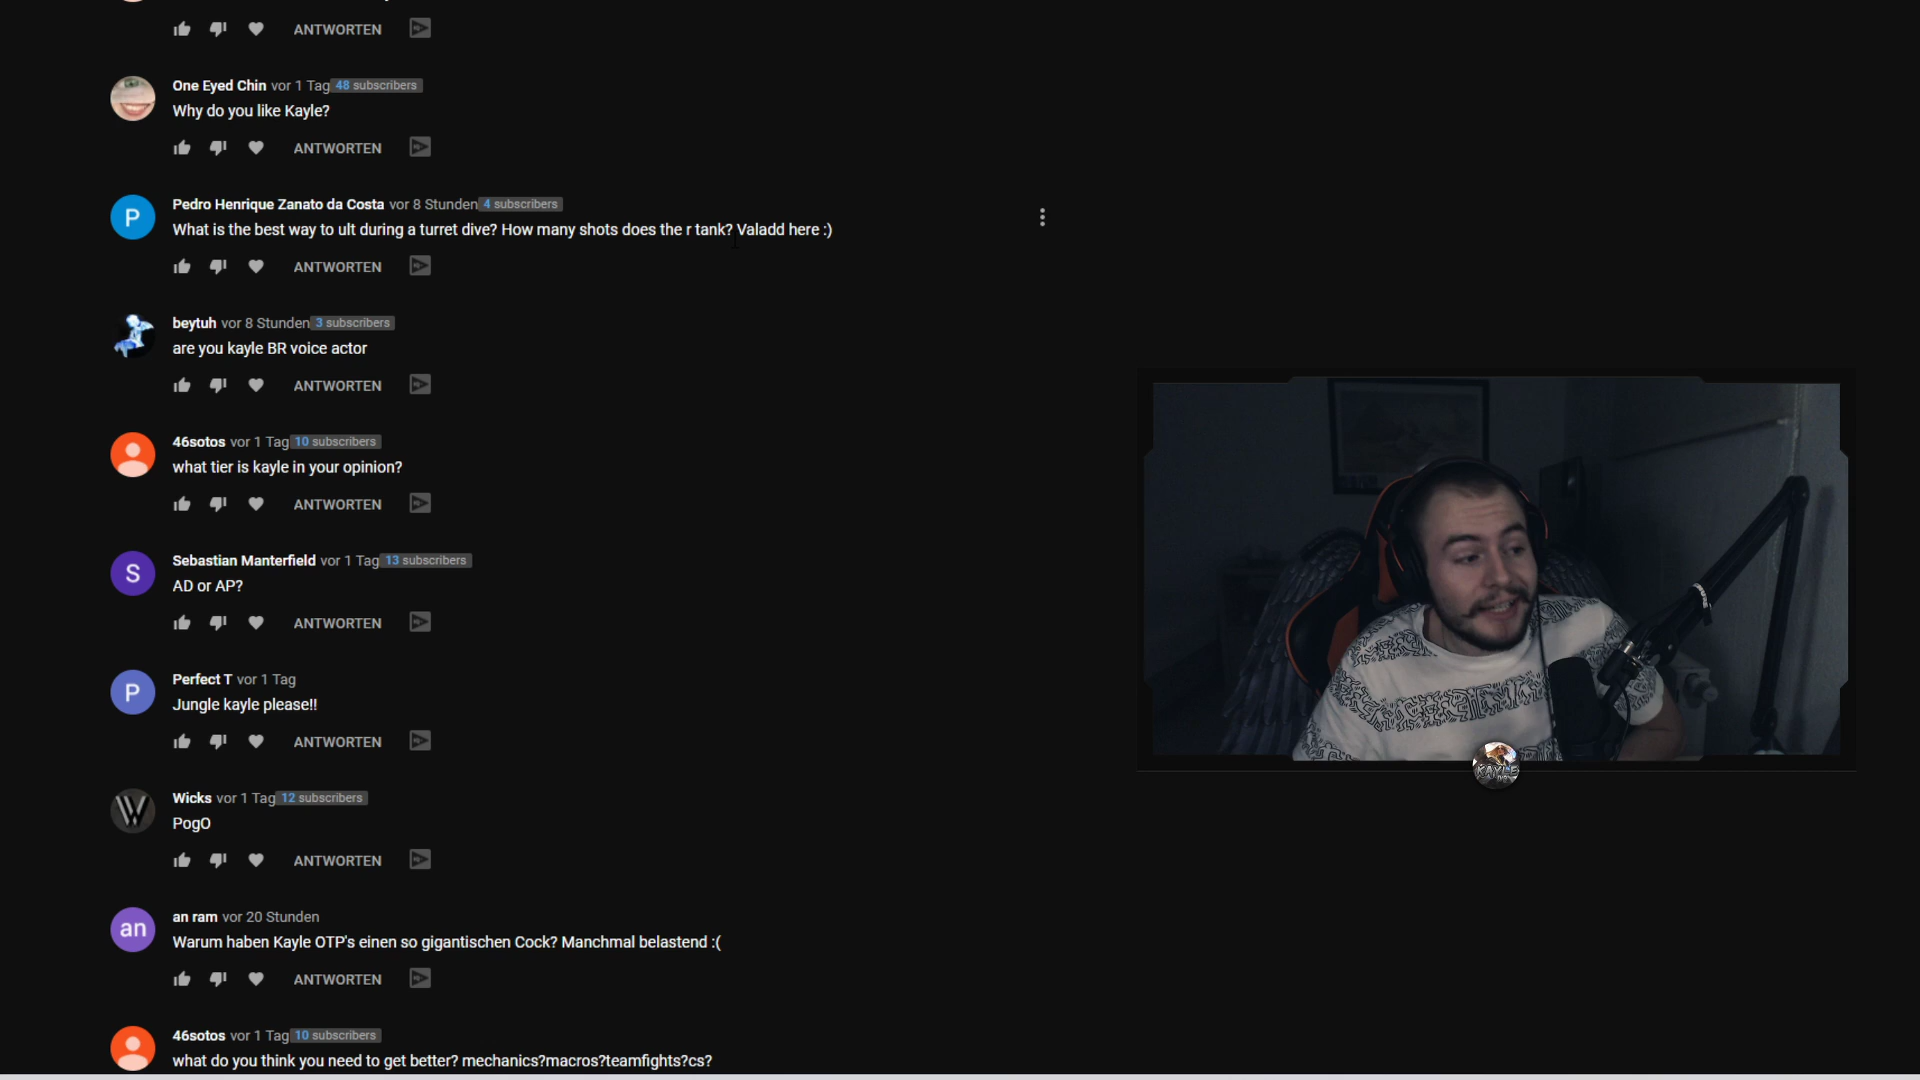 ANTWORTEN
One Eyed Chin vor 1 Tag 48 subscribers
Why do you like Kayle?
ANTWORTEN
P
Pedro Henrique Zanato da Costa vor 8 Stunden 4 subscribers
What is the best way to ult during a turret dive? How many shots does the r tank? Valadd here :)
ANTWORTEN
beytuh vor 8 Stunden 3 subscribers
are you kayle BR voice actor
ANTWORTEN
46sotos vor 1 Tag 10 subscribers
what tier is kayle in your opinion?
ANTWORTEN
S
Sebastian Manterfield vor 1 Tag 13 subscribers
AD or AP?
ANTWORTEN
P
Perfect T vor 1 Tag
Jungle kayle please!!
ANTWORTEN
KAYLE
W
Wicks vor 1 Tag 12 subscribers
PogO
ANTWORTEN
an
an ram vor 20 Stunden
Warum haben Kayle OTP's einen so gigantischen Cock? Manchmal belastend :(
ANTWORTEN
46sotos vor 1 Tag 10 subscribers
what do you think you need to get better? mechanics?macros?teamfights?cs?